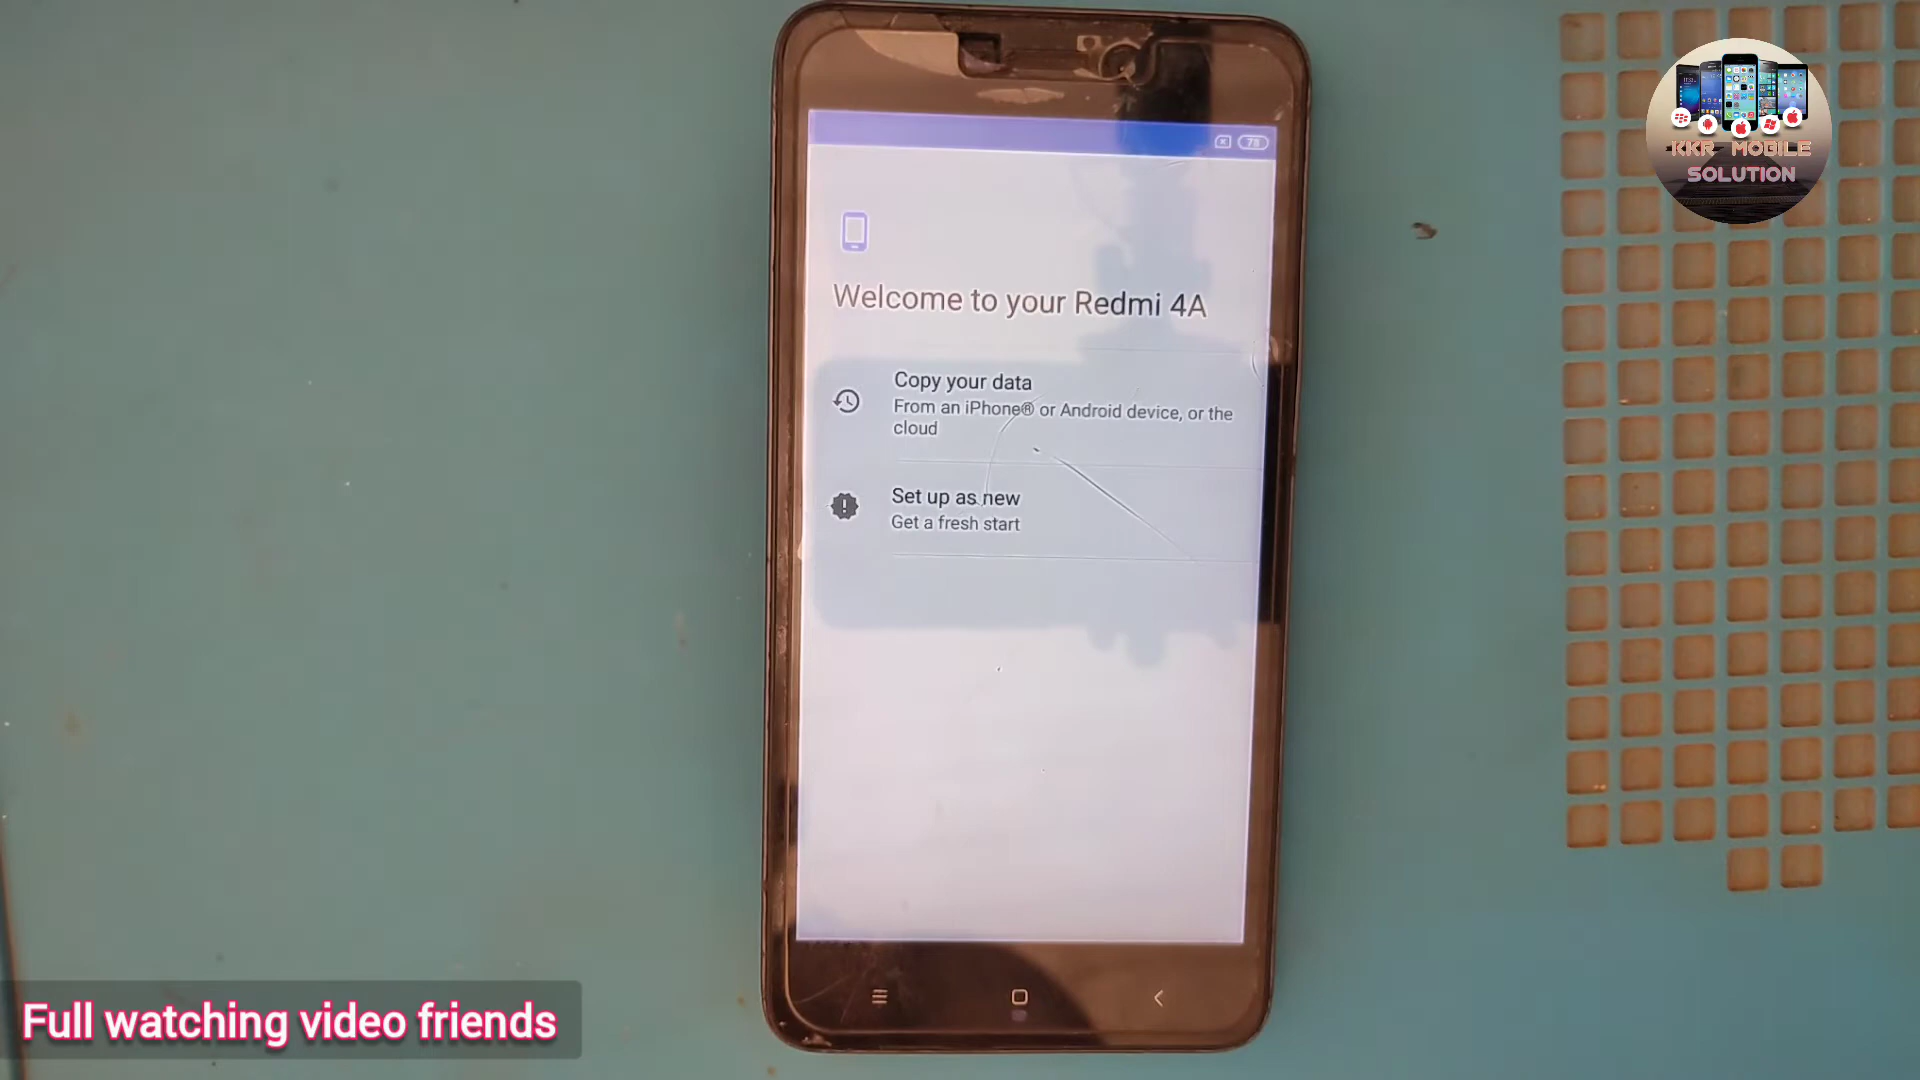 KKR MOBILE
SOLUTION
78
Welcome to your Redmi 4A
Copy your data
From an iPhone® or Android device, or the
cloud
Set up as new
Get a fresh start
Full watching video friends